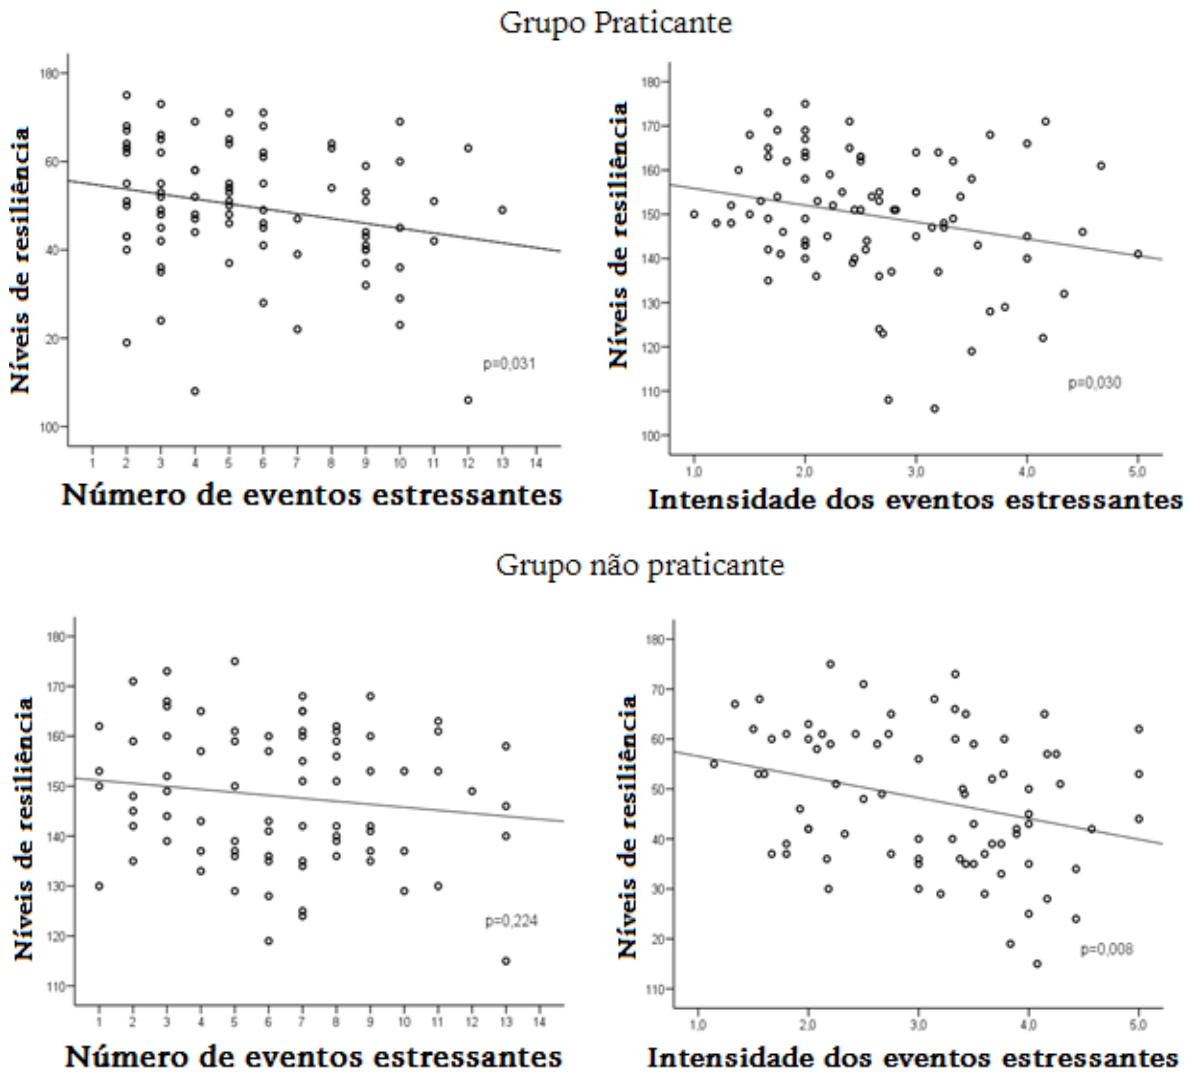 Grupo Praticante
Níveis de resiliência
180
60
40
20
100
p=0,031
1 2 3 4 5 6 7 8 9 10 11 12 13 14
Número de eventos estressantes
Níveis de resiliência
180
170
160
150
140
130
120
110
100
p=0,030
1,0 2,0 3,0 4,0 5,0
Intensidade dos eventos estressantes
Grupo não praticante
Níveis de resiliência
180
170
160
150
140
130
120
110
p=0,224
1 2 3 4 5 6 7 8 9 10 11 12 13 14
Número de eventos estressantes
Níveis de resiliência
180
70
60
50
40
30
20
110
p=0,008
1,0 2,0 3,0 4,0 5,0
Intensidade dos eventos estressantes